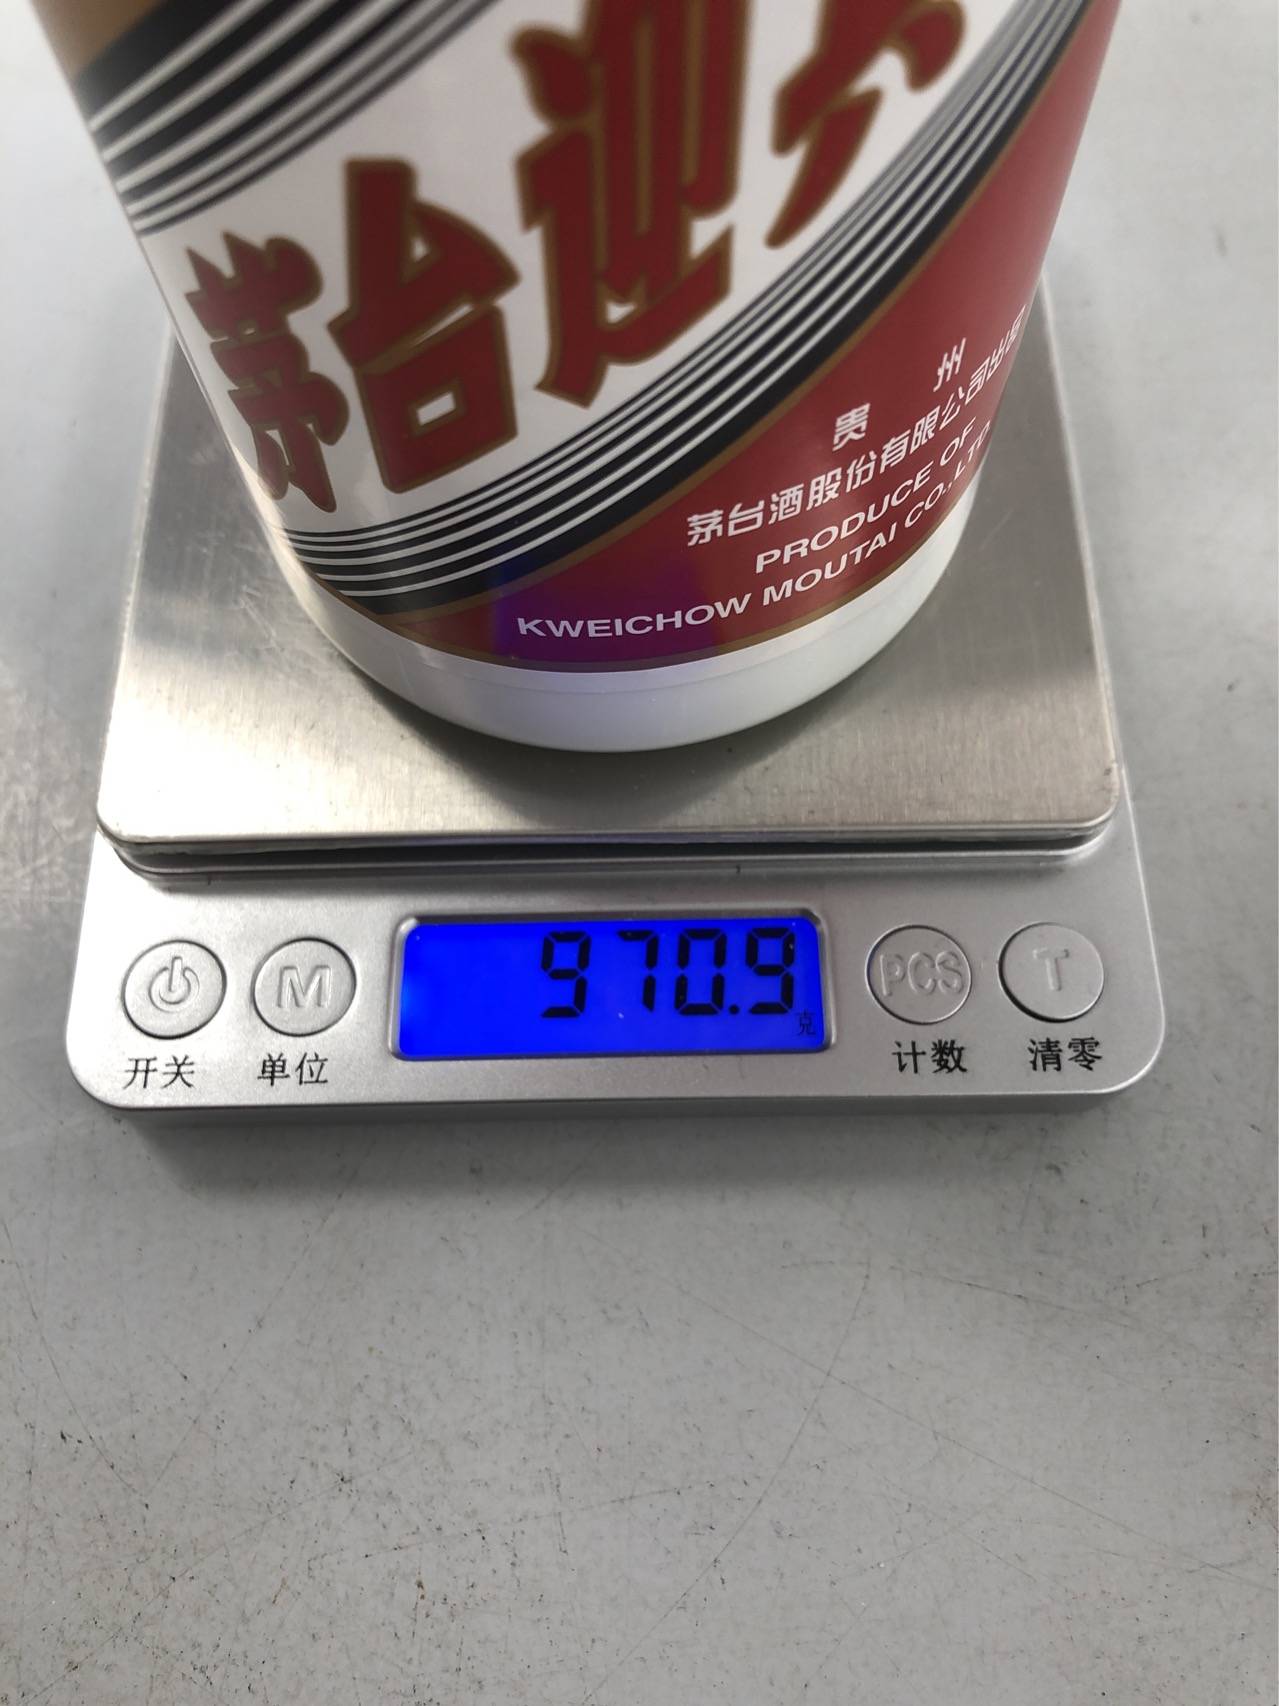 茅台迎
贵州
茅台酒股份有限公司出品
PRODUCE OF
KWEICHOW MOUTAI CO.,LTD.
970.9
克
M
PCS
T
开关
单位
计数
清零